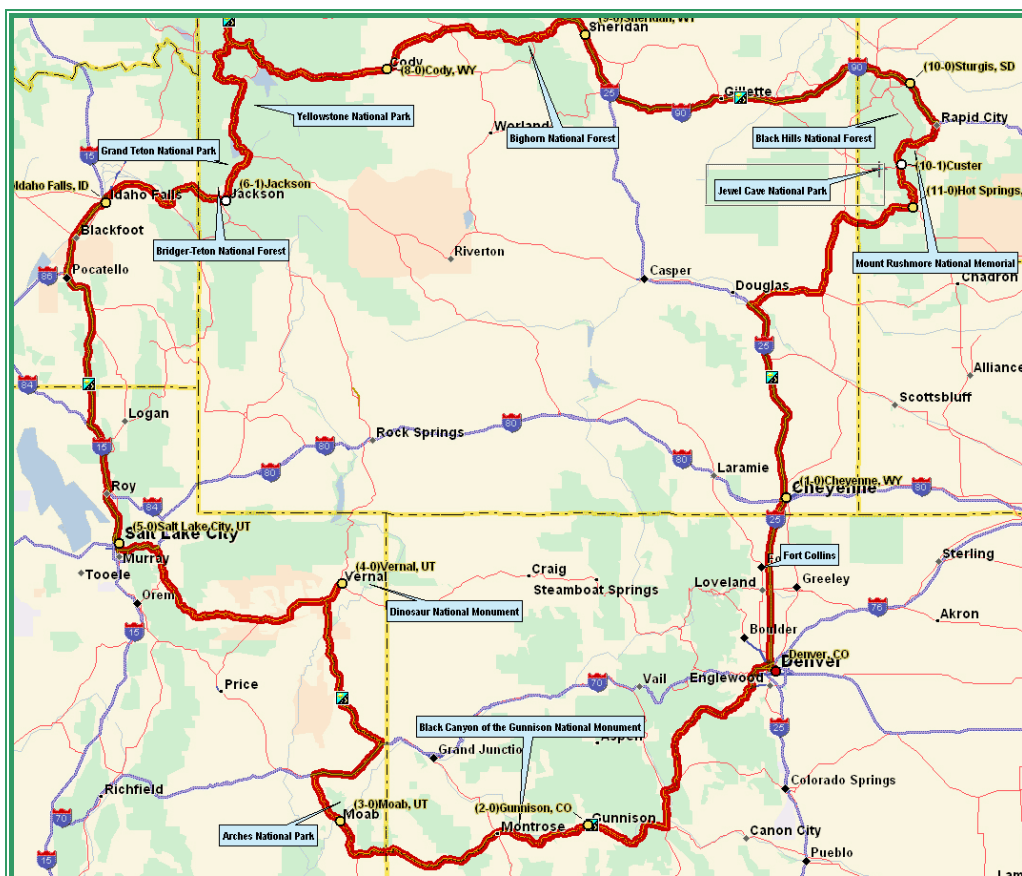 (9-0)Sheridan, WY
Sheridan
Cody
(8-0)Cody, WY
(10-0)Sturgis, SD
90
25
Gillette
90
Yellowstone National Park
Worland
Bighorn National Forest
Black Hills National Forest
Rapid City
15
Grand Teton National Park
(10-1)Custer
Idaho Falls, ID
Idaho Falls
(6-1)Jackson
Jackson
Jewel Cave National Park
(11-0)Hot Springs,
Blackfoot
Bridger-Teton National Forest
Riverton
Mount Rushmore National Memorial
86
Pocatello
Casper
Douglas
Chadron
25
84
Alliance
Logan
Scottsbluff
15
Rock Springs
80
80
80
80
Laramie
Roy
84
Cheyenne
(1-0)Cheyenne, WY
80
25
(5-0)Salt Lake City, UT
Salt Lake City
Murray
Tooele
Fort Collins
Sterling
(4-0)Vernal, UT
Vernal
Craig
Steamboat Springs
Loveland
Greeley
Orem
Dinosaur National Monument
76
Akron
15
Boulder
Denver, CO
Denver
Price
70
Vail
Englewood
Black Canyon of the Gunnison National Monument
25
Aspen
Grand Junctio
Richfield
Colorado Springs
70
(3-0)Moab, UT
Moab
(2-0)Gunnison, CO
Gunnison
Arches National Park
Montrose
Canon City
15
Pueblo
Lam